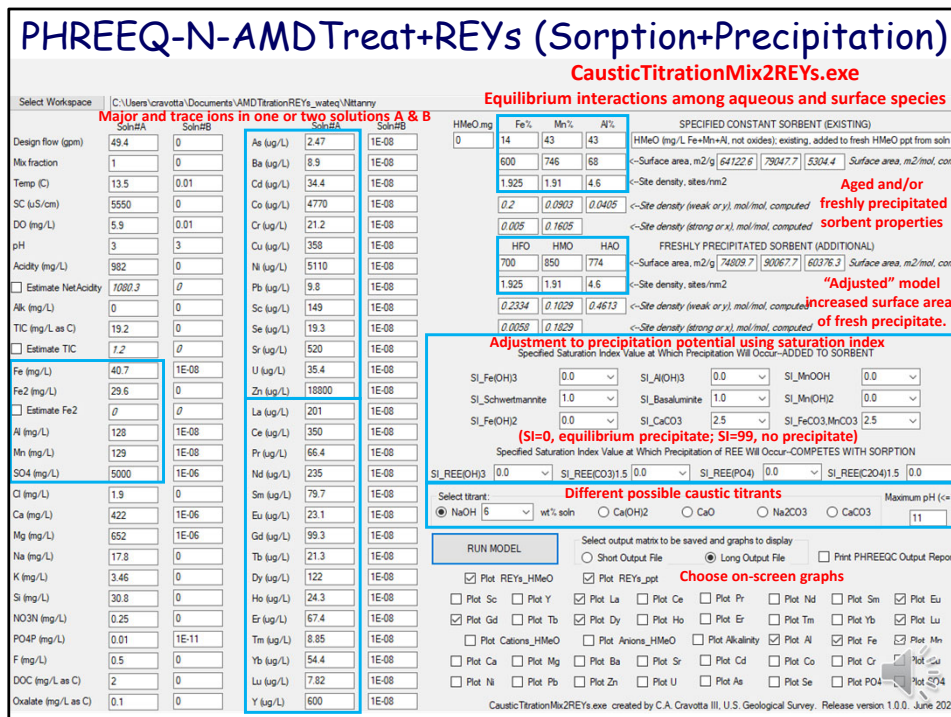 PHREEQ-N-AMDTreat+REYs (Sorption+Precipitation)
CausticTitrationMix2REYs.exe
Select Workspace C:\Users\cravotta\Documents\AMDTitrationREYs_wateq\Nittanny
Equilibrium interactions among aqueous and surface species
Major and trace ions in one or two solutions A & B
Soln#A Soln#B Soln#A Soln#B
HMeO.mg Fe% Mn% Al% SPECIFIED CONSTANT SORBENT (EXISTING)
0 14 43 43 HMeO (mg/L Fe+Mn+Al, not oxides); existing, added to fresh HMeO ppt from soln
600 746 68 <--Surface area, m2/g 64122.6 79047.7 5304.4 Surface area, m2/mol, com
1.925 1.91 4.6 <--Site density, sites/nm2
0.2 0.0903 0.0405 <--Site density (weak or y), mol/mol, computed
0.005 0.1605 <--Site density (strong or x), mol/mol, computed
Aged and/or
freshly precipitated
sorbent properties
HFO HMO HAO FRESHLY PRECIPITATED SORBENT (ADDITIONAL)
700 850 774 <--Surface area, m2/g 74809.7 90067.7 60376.3 Surface area, m2/mol, com
1.925 1.91 4.6 <--Site density, sites/nm2
0.2334 0.1029 0.4613 <--Site density (weak or y), mol/mol, computed
0.0058 0.1829 <--Site density (strong or x), mol/mol, computed
“Adjusted” model
increased surface area
of fresh precipitate.
Design flow (gpm) 49.4 0
Mix fraction 1 0
Temp (C) 13.5 0.01
SC (uS/cm) 5550 0
DO (mg/L) 5.9 0.01
pH 3 3
Acidity (mg/L) 982 0
Estimate NetAcidity 1080.3 0
Alk (mg/L) 0 0
TIC (mg/L as C) 19.2 0
Estimate TIC 1.2 0
Fe (mg/L) 40.7 1E-08
Fe2 (mg/L) 29.6 0
Estimate Fe2 0 0
Al (mg/L) 128 1E-08
Mn (mg/L) 129 1E-08
SO4 (mg/L) 5000 1E-06
Cl (mg/L) 1.9 0
Ca (mg/L) 422 1E-06
Mg (mg/L) 652 1E-06
Na (mg/L) 17.8 0
K (mg/L) 3.46 0
Si (mg/L) 30.8 0
NO3N (mg/L) 0.25 0
PO4P (mg/L) 0.01 1E-11
F (mg/L) 0.5 0
DOC (mg/L as C) 2 0
Oxalate (mg/L as C) 0.1 0
As (ug/L) 2.47 1E-08
Ba (ug/L) 8.9 1E-08
Cd (ug/L) 34.4 1E-08
Co (ug/L) 4770 1E-08
Cr (ug/L) 21.2 1E-08
Cu (ug/L) 358 1E-08
Ni (ug/L) 5110 1E-08
Pb (ug/L) 9.8 1E-08
Sc (ug/L) 149 1E-08
Se (ug/L) 19.3 1E-08
Sr (ug/L) 520 1E-08
U (ug/L) 35.4 1E-08
Zn (ug/L) 18800 1E-08
La (ug/L) 201 1E-08
Ce (ug/L) 350 1E-08
Pr (ug/L) 66.4 1E-08
Nd (ug/L) 235 1E-08
Sm (ug/L) 79.7 1E-08
Eu (ug/L) 23.1 1E-08
Gd (ug/L) 99.3 1E-08
Tb (ug/L) 21.3 1E-08
Dy (ug/L) 122 1E-08
Ho (ug/L) 24.3 1E-08
Er (ug/L) 67.4 1E-08
Tm (ug/L) 8.85 1E-08
Yb (ug/L) 54.4 1E-08
Lu (ug/L) 7.82 1E-08
Y (ug/L) 600 1E-08
Adjustment to precipitation potential using saturation index
Specified Saturation Index Value at Which Precipitation Will Occur--ADDED TO SORBENT
SI_Fe(OH)3 0.0 SI_Al(OH)3 0.0 SI_MnOOH 0.0
SI_Schwertmannite 1.0 SI_Basaluminite 1.0 SI_Mn(OH)2 0.0
SI_Fe(OH)2 0.0 SI_CaCO3 2.5 SI_FeCO3,MnCO3 2.5
(SI=0, equilibrium precipitate; SI=99, no precipitate)
Specified Saturation Index Value at Which Precipitation of REE Will Occur--COMPETES WITH SORPTION
SI_REE(OH)3 0.0 SI_REE(CO3)1.5 0.0 SI_REE(PO4) 0.0 SI_REE(C2O4)1.5 0.0
Select titrant: Different possible caustic titrants Maximum pH (<=
NaOH 6 wt% soln Ca(OH)2 CaO Na2CO3 CaCO3 11
RUN MODEL
Select output matrix to be saved and graphs to display
Short Output File Long Output File Print PHREEQC Output Repor
Plot REYs_HMeO Plot REYs_ppt Choose on-screen graphs
Plot Sc Plot Y Plot La Plot Ce Plot Pr Plot Nd Plot Sm Plot Eu
Plot Gd Plot Tb Plot Dy Plot Ho Plot Er Plot Tm Plot Yb Plot Lu
Plot Cations_HMeO Plot Anions_HMeO Plot Alkalinity Plot Al Plot Fe Plot Mn
Plot Ca Plot Mg Plot Ba Plot Sr Plot Cd Plot Co Plot Cr Plot Cu
Plot Ni Plot Pb Plot Zn Plot U Plot As Plot Se Plot PO4 Plot SO4
CausticTitrationMix2REYs.exe created by C.A. Cravotta III, U.S. Geological Survey. Release version 1.0.0. June 20